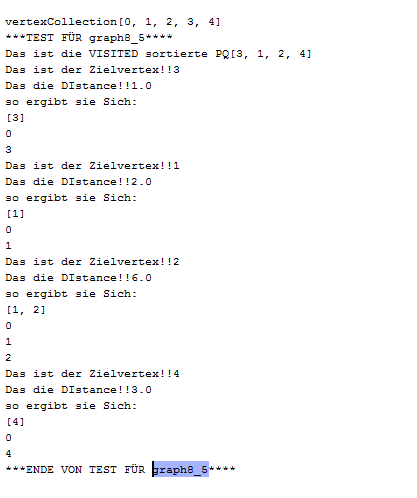 vertexCollection[0, 1, 2, 3, 4]
***TEST FÜR graph8_5****
Das ist die VISITED sortierte PQ[3, 1, 2, 4]
Das ist der Zielvertex!!3
Das die DIstance!!1.0
so ergibt sie Sich:
[3]
0
3
Das ist der Zielvertex!!1
Das die DIstance!!2.0
so ergibt sie Sich:
[1]
0
1
Das ist der Zielvertex!!2
Das die DIstance!!6.0
so ergibt sie Sich:
[1, 2]
0
1
2
Das ist der Zielvertex!!4
Das die DIstance!!3.0
so ergibt sie Sich:
[4]
0
4
***ENDE VON TEST FÜR graph8_5****